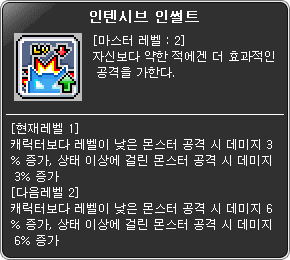 인텐시브 인썰트
[마스터 레벨 : 2]
자신보다 약한 적에겐 더 효과적인
공격을 가한다.
[현재레벨 1]
캐릭터보다 레벨이 낮은 몬스터 공격 시 데미지 3
% 증가, 상태 이상에 걸린 몬스터 공격 시 데미지
3% 증가
[다음레벨 2]
캐릭터보다 레벨이 낮은 몬스터 공격 시 데미지 6
% 증가, 상태 이상에 걸린 몬스터 공격 시 데미지
6% 증가